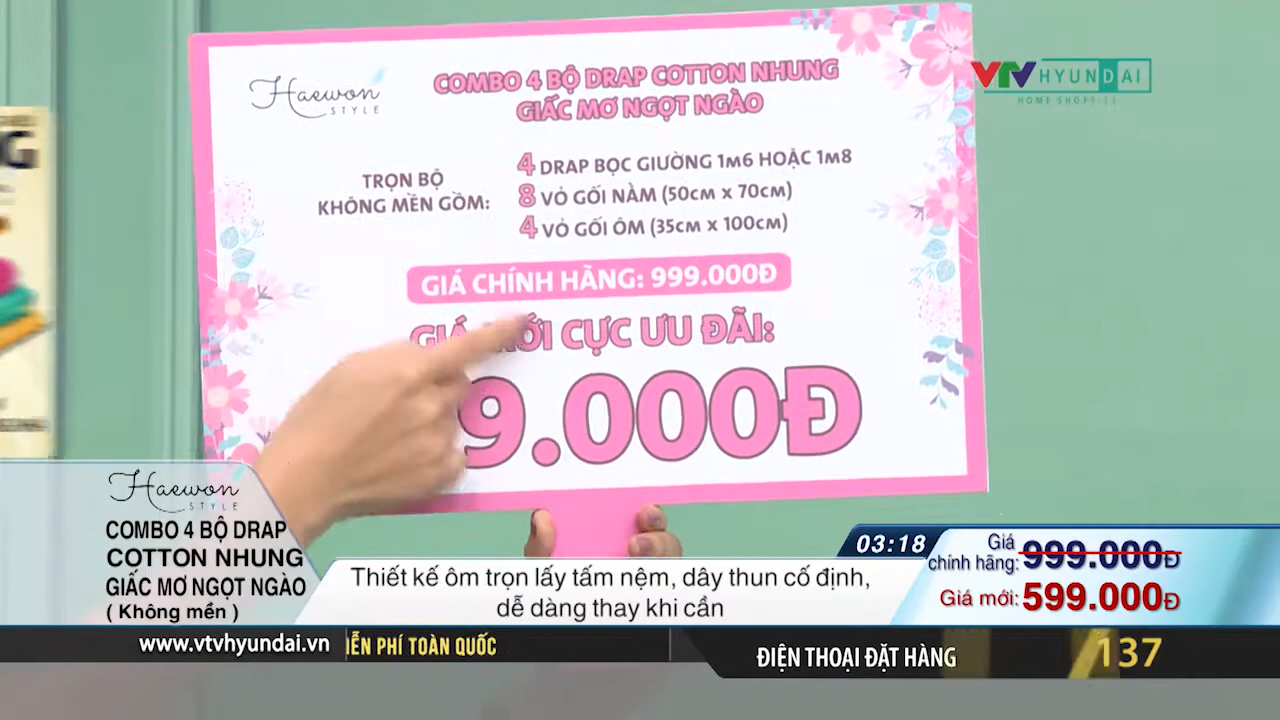 Haewon
STYLE
COMBO 4 BỘ DRAP COTTON NHUNG
GIẤC MƠ NGỌT NGÀO
TRỌN BỘ
KHÔNG MỀN GỒM:
4 DRAP BỌC GIƯỜNG 1M6 HOẶC 1M8
8 VỎ GỐI NẰM (50CM X 70CM)
4 VỎ GỐI ÔM (35CM X 100CM)
GIÁ CHÍNH HÃNG: 999.000Đ
GIÁ MỚI CỰC ƯU ĐÃI:
9.000Đ
VTV HYUNDAI
HOME SHOPPING
Haewon
STYLE
COMBO 4 BỘ DRAP
COTTON NHUNG
GIẤC MƠ NGỌT NGÀO
( Không mền )
Thiết kế ôm trọn lấy tấm nệm, dây thun cố định,
dễ dàng thay khi cần
03:18
Giá chính hãng: 999.000Đ
Giá mới: 599.000Đ
www.vtvhyundai.vn
IỄN PHÍ TOÀN QUỐC
ĐIỆN THOẠI ĐẶT HÀNG
137